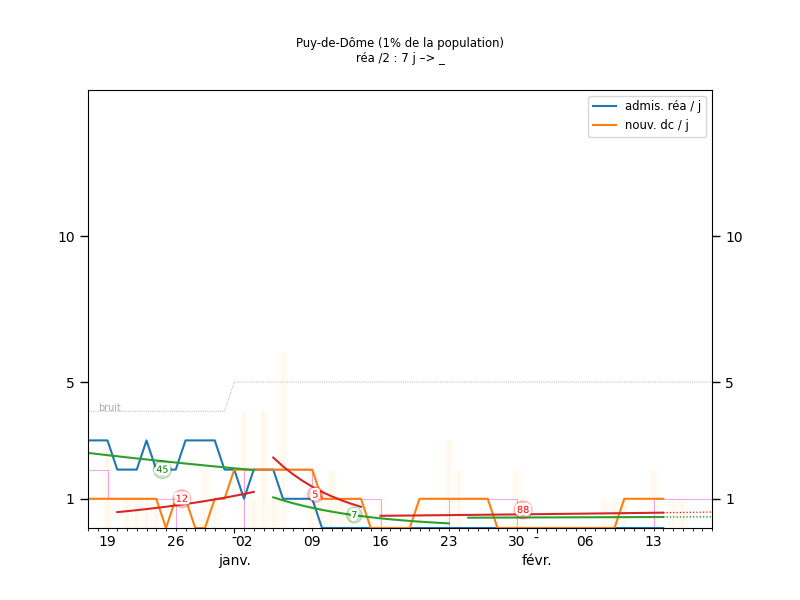 Puy-de-Dôme (1% de la population)
réa /2 : 7 j −> _
admis. réa / j
nouv. dc / j
10
10
5
5
bruit
45
12
5
7
88
1
1
19
26
02
09
16
23
30
06
13
janv.
févr.